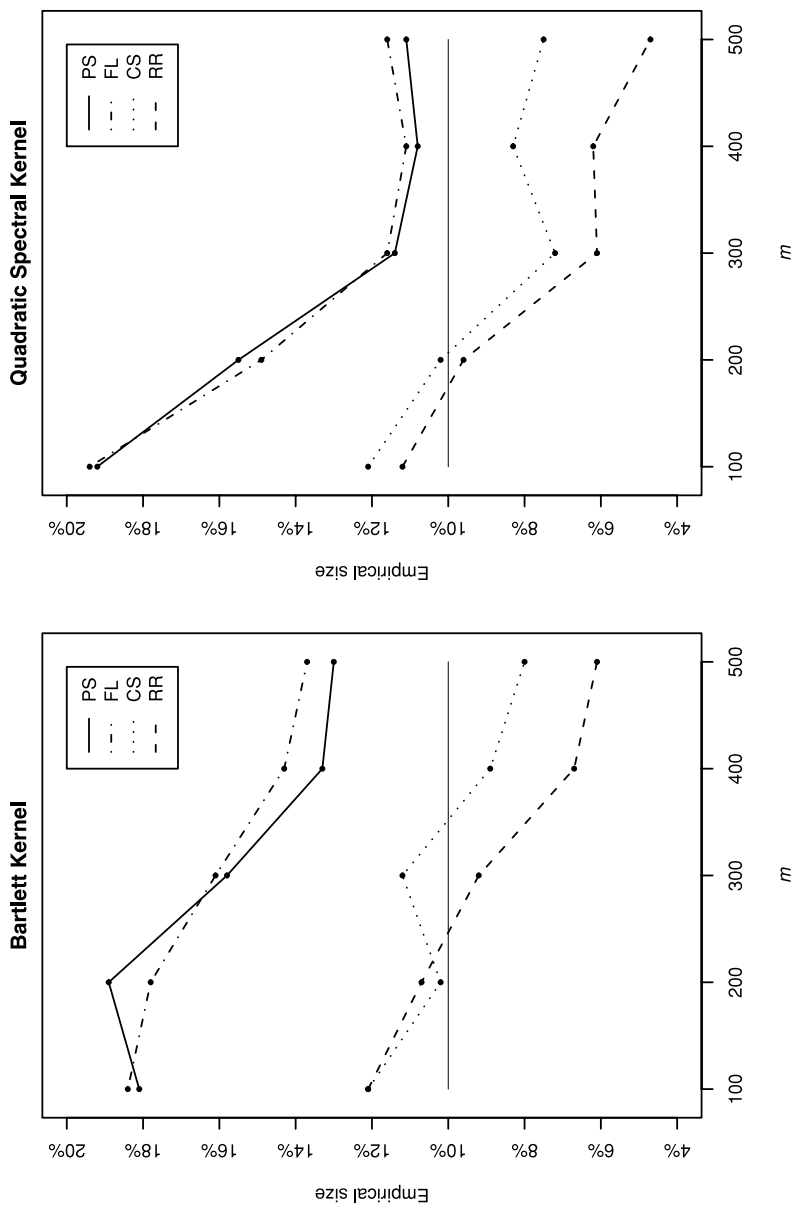 Quadratic Spectral Kernel
PS
FL
CS
RR
20%
18%
16%
14%
12%
10%
8%
6%
4%
Empirical size
100
200
300
400
500
m
Bartlett Kernel
PS
FL
CS
RR
20%
18%
16%
14%
12%
10%
8%
6%
4%
Empirical size
100
200
300
400
500
m